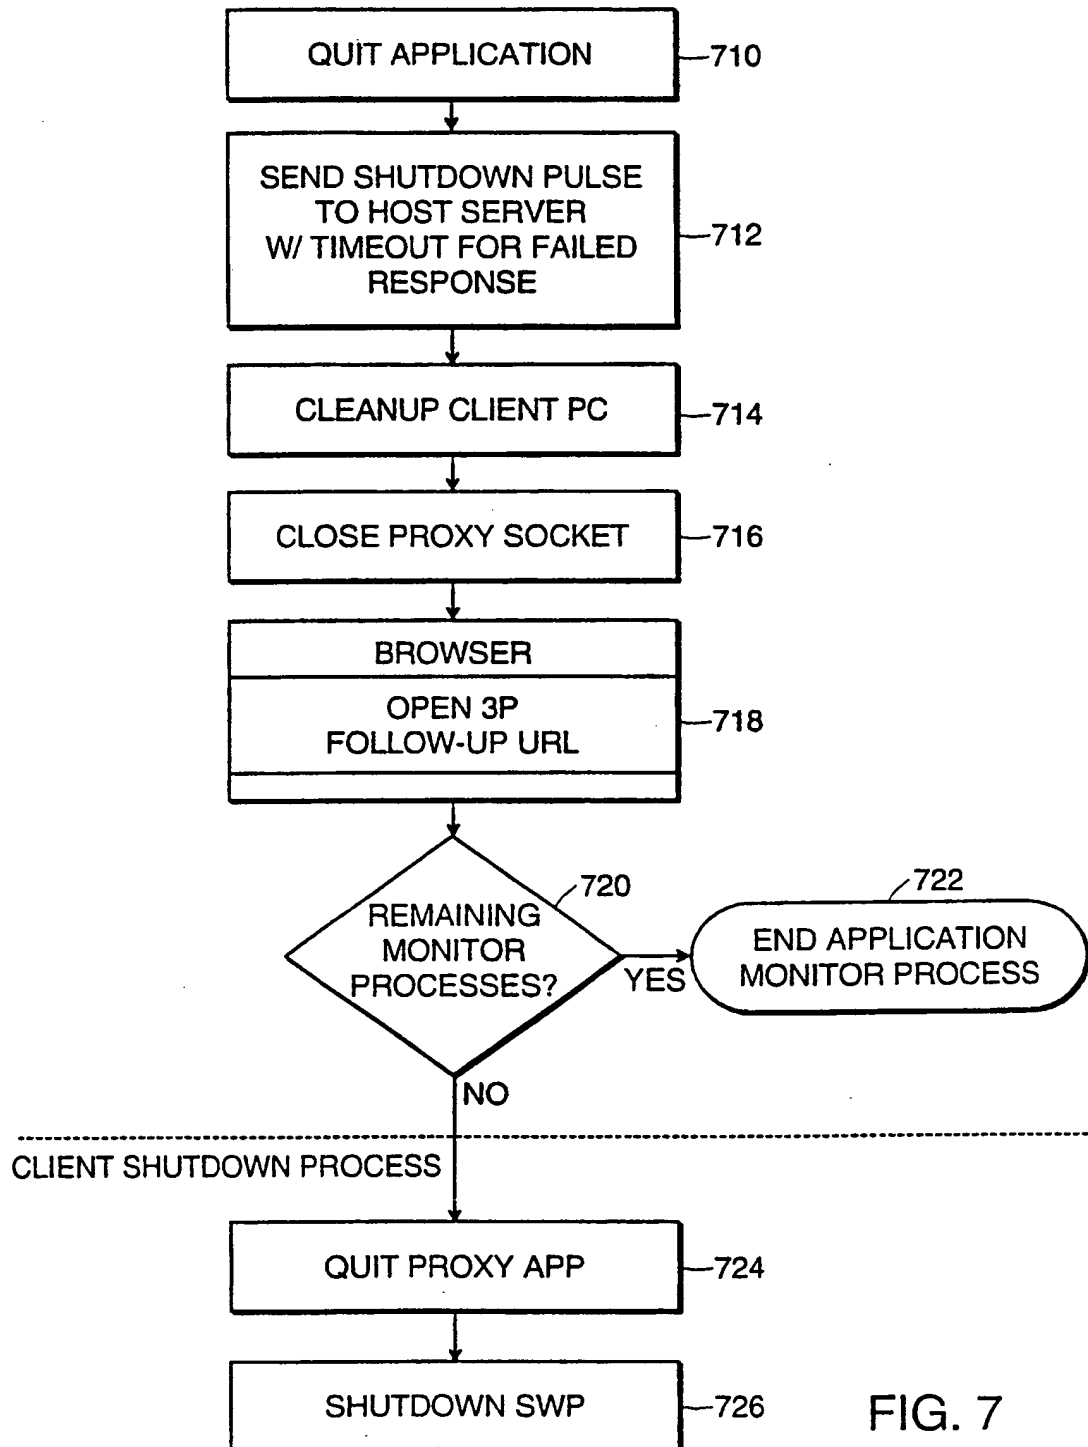 QUIT APPLICATION
710
SEND SHUTDOWN PULSE
TO HOST SERVER
W/ TIMEOUT FOR FAILED
RESPONSE
712
CLEANUP CLIENT PC
714
CLOSE PROXY SOCKET
716
BROWSER
OPEN 3P
FOLLOW-UP URL
718
REMAINING
MONITOR
PROCESSES?
720
YES
722
END APPLICATION
MONITOR PROCESS
NO
CLIENT SHUTDOWN PROCESS
QUIT PROXY APP
724
SHUTDOWN SWP
726
FIG. 7